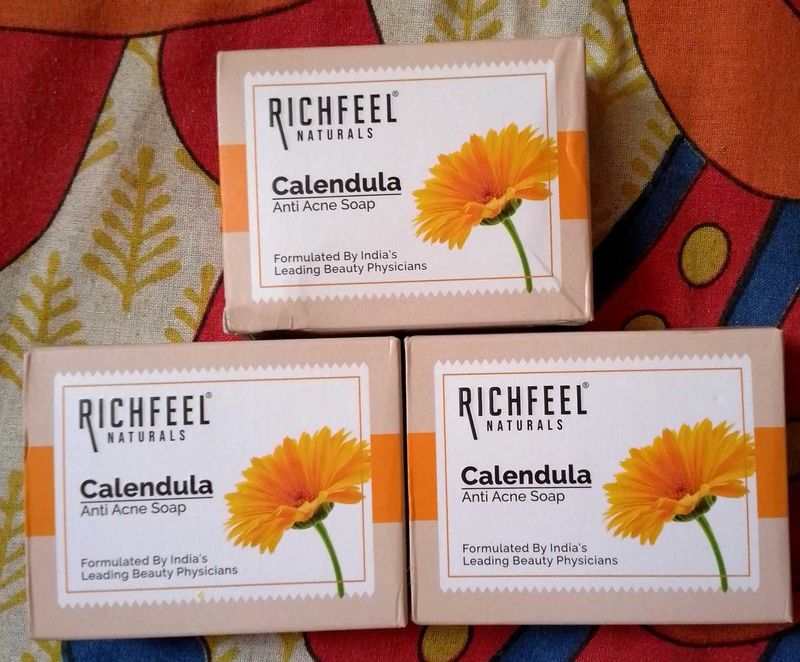 RICHFEEL®
NATURALS
Calendula
Anti Acne Soap
Formulated By India's
Leading Beauty Physicians
RICHFEEL®
NATURALS
Calendula
Anti Acne Soap
Formulated By India's
Leading Beauty Physicians
RICHFEEL®
NATURALS
Calendula
Anti Acne Soap
Formulated By India's
Leading Beauty Physicians